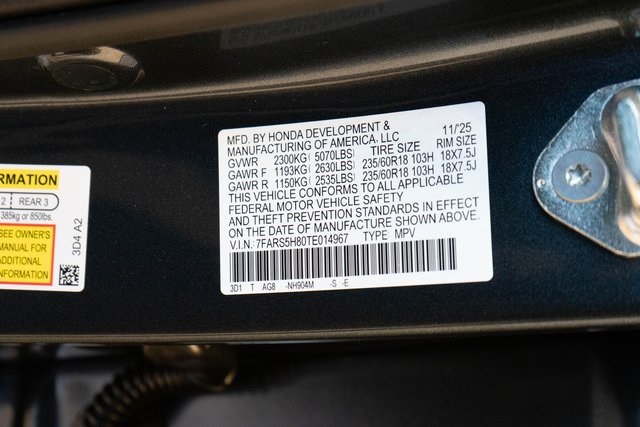 MFD. BY HONDA DEVELOPMENT &
MANUFACTURING OF AMERICA, LLC 11/'25
GVWR 2300KG( 5070LBS) TIRE SIZE RIM SIZE
GAWR F 1193KG( 2630LBS) 235/60R18 103H 18X7.5J
GAWR R 1150KG( 2535LBS) 235/60R18 103H 18X7.5J
THIS VEHICLE CONFORMS TO ALL APPLICABLE
FEDERAL MOTOR VEHICLE SAFETY
AND THEFT PREVENTION STANDARDS IN EFFECT
ON THE DATE OF MANUFACTURE SHOWN ABOVE.
V.I.N.: 7FARS5H80TE014967 TYPE MPV
3D1 T AG8 -NH904M -S -E
RMATION
2 REAR 3
385kg or 850lbs.
SEE OWNER'S
MANUAL FOR
ADDITIONAL
INFORMATION
3D4 A2